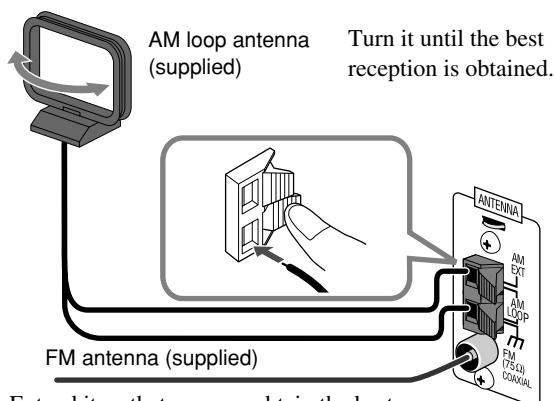 AM loop antenna
(supplied)
Turn it until the best
reception is obtained.
ANTENNA
AM
EXT
AM
LOOP
FM
(75Ω)
COAXIAL
FM antenna (supplied)